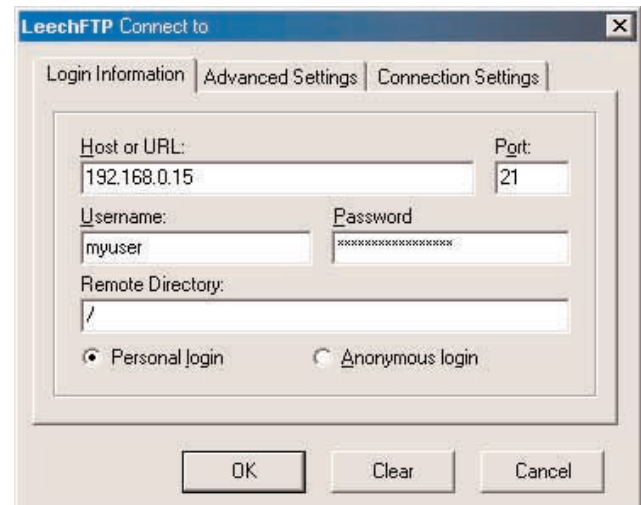 LeechFTP Connect to
Login Information Advanced Settings Connection Settings
Host or URL: Port:
192.168.0.15 21
Username: Password
myuser *****************
Remote Directory:
/
Personal login Anonymous login
OK Clear Cancel